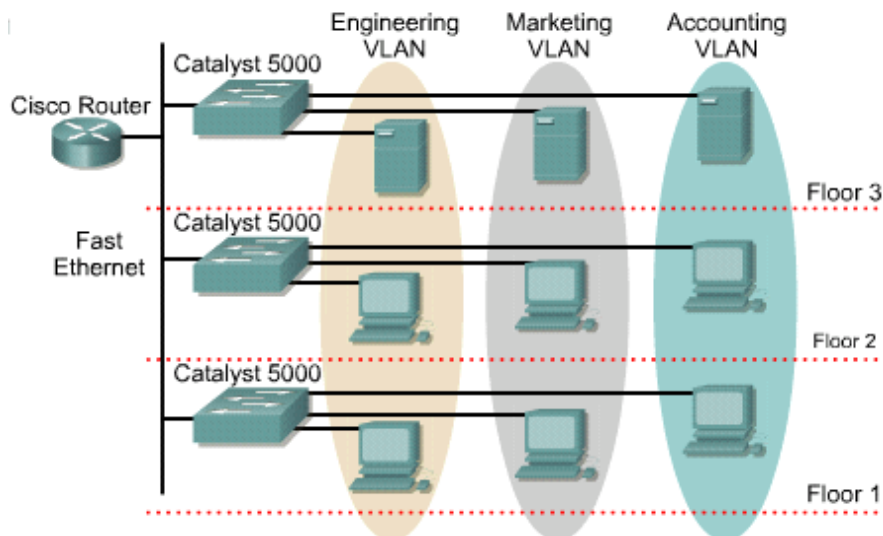 Engineering
VLAN
Marketing
VLAN
Accounting
VLAN
Catalyst 5000
Cisco Router
Floor 3
Catalyst 5000
Fast
Ethernet
Floor 2
Catalyst 5000
Floor 1